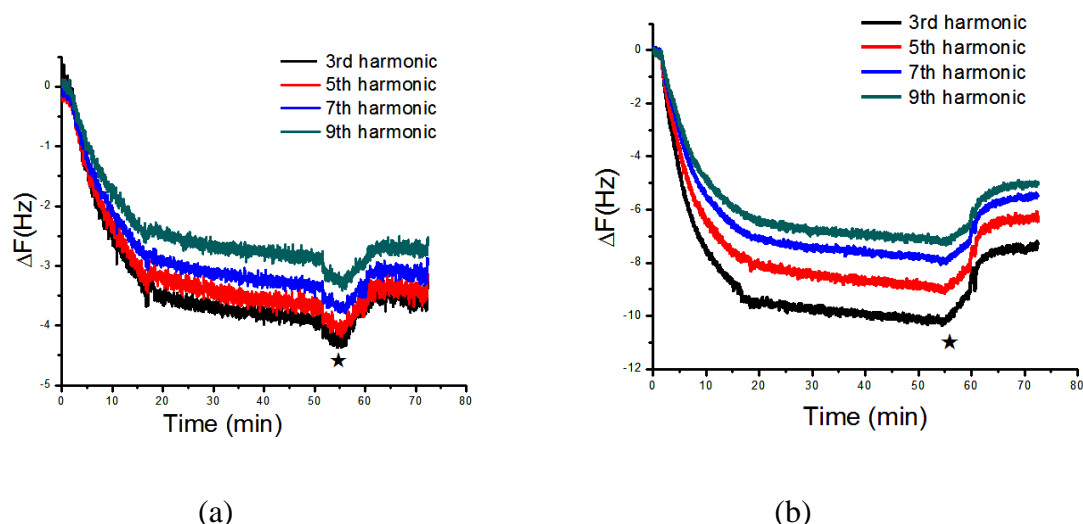 3rd harmonic
5th harmonic
7th harmonic
9th harmonic
0
-1
-2
-3
-4
-5
ΔF(Hz)
0 10 20 30 40 50 60 70 80
Time (min)
★
(a)
3rd harmonic
5th harmonic
7th harmonic
9th harmonic
0
-2
-4
-6
-8
-10
-12
ΔF(Hz)
0 10 20 30 40 50 60 70 80
Time (min)
★
(b)